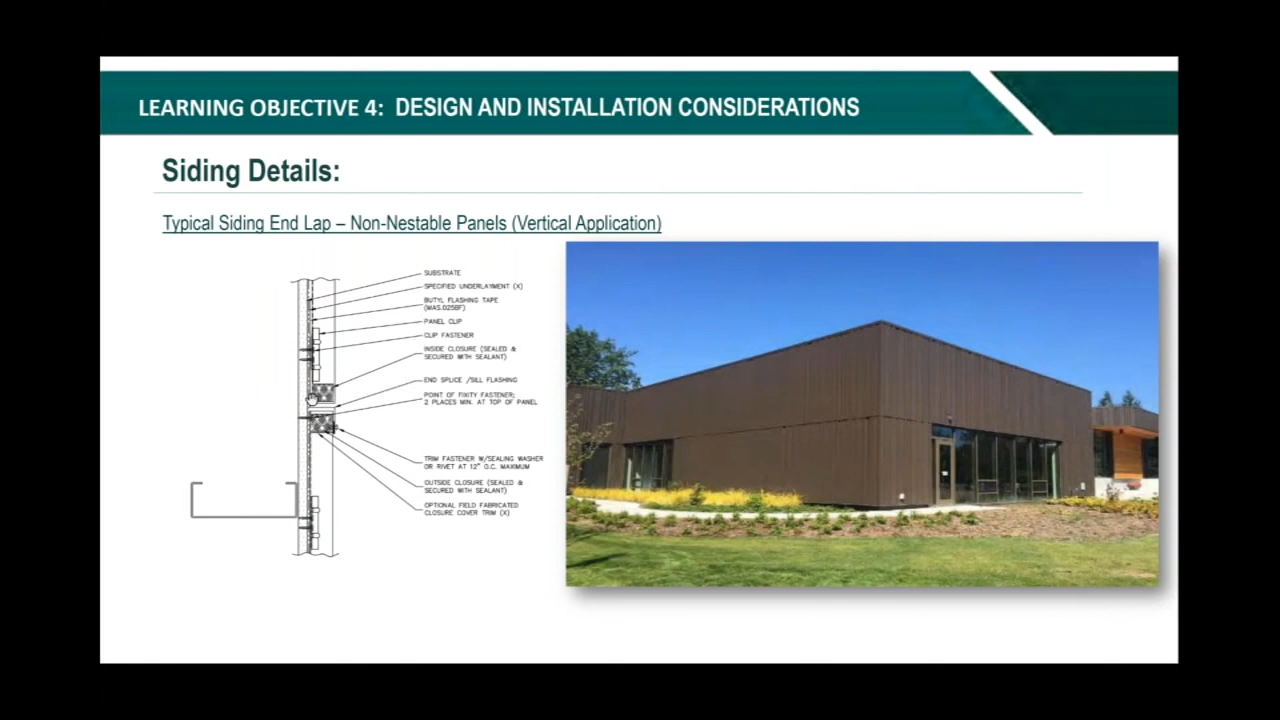 LEARNING OBJECTIVE 4: DESIGN AND INSTALLATION CONSIDERATIONS
Siding Details:
Typical Siding End Lap – Non-Nestable Panels (Vertical Application)
SUBSTRATE
SPECIFIED UNDERLAYMENT (X)
BUTYL FLASHING TAPE
(MAS.025BF)
PANEL CLIP
CLIP FASTENER
INSIDE CLOSURE (SEALED &
SECURED WITH SEALANT)
END SPLICE /SILL FLASHING
POINT OF FIXITY FASTENER;
2 PLACES MIN. AT TOP OF PANEL
TRIM FASTENER W/SEALING WASHER
OR RIVET AT 12" O.C. MAXIMUM
OUTSIDE CLOSURE (SEALED &
SECURED WITH SEALANT)
OPTIONAL FIELD FABRICATED
CLOSURE COVER TRIM (X)